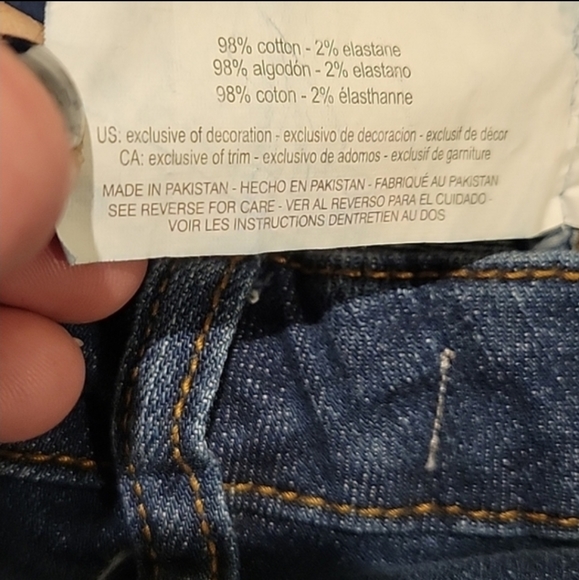 98% cotton - 2% elastane
98% algodón - 2% elastano
98% coton - 2% élasthanne
US: exclusive of decoration - exclusivo de decoracion - exclusif de décor
CA: exclusive of trim - exclusivo de adornos - exclusif de garniture
MADE IN PAKISTAN - HECHO EN PAKISTAN - FABRIQUÉ AU PAKISTAN
SEE REVERSE FOR CARE - VER AL REVERSO PARA EL CUIDADO -
VOIR LES INSTRUCTIONS DENTRETIEN AU DOS